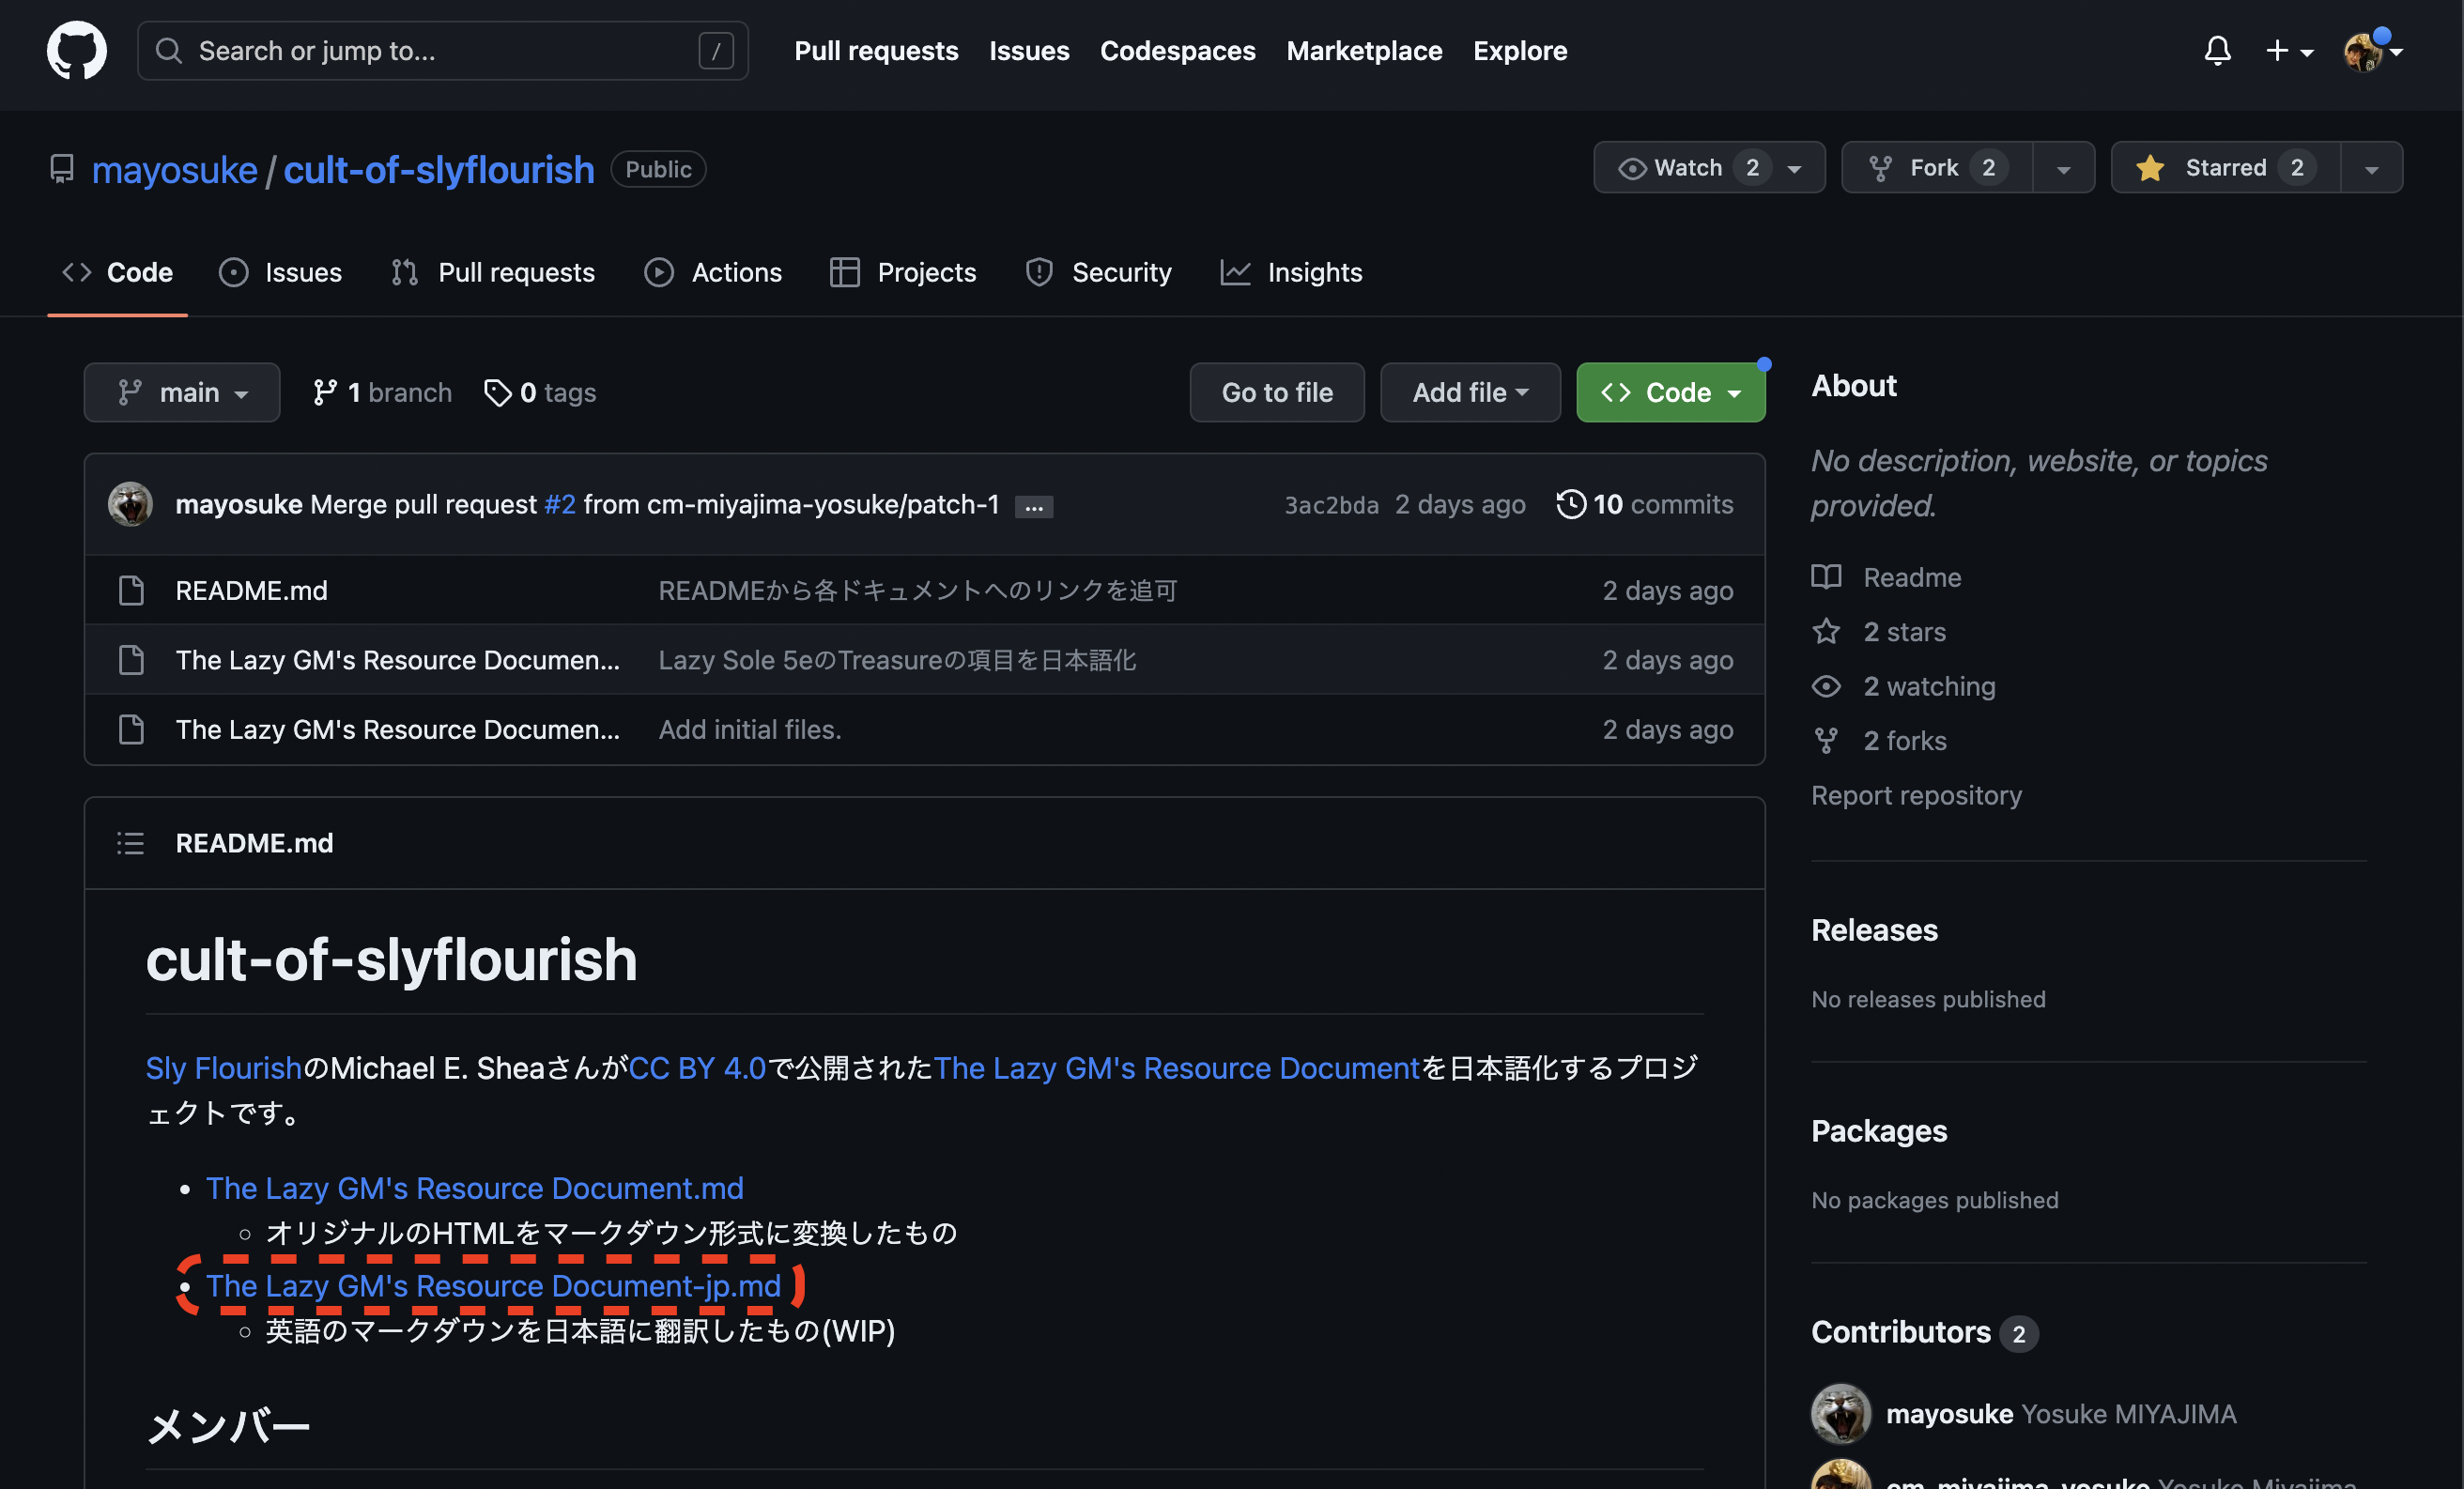 Search or jump to...
/
Pull requests
Issues
Codespaces
Marketplace
Explore
mayosuke / cult-of-slyflourish
Public
Watch 2
Fork 2
Starred 2
Code
Issues
Pull requests
Actions
Projects
Security
Insights
main
1 branch
0 tags
Go to file
Add file
Code
mayosuke Merge pull request #2 from cm-miyajima-yosuke/patch-1 ...
3ac2bda 2 days ago
10 commits
README.md
READMEから各ドキュメントへのリンクを追可
2 days ago
The Lazy GM's Resource Documen...
Lazy Sole 5eのTreasureの項目を日本語化
2 days ago
The Lazy GM's Resource Documen...
Add initial files.
2 days ago
README.md
cult-of-slyflourish
Sly FlourishのMichael E. SheaさんがCC BY 4.0で公開されたThe Lazy GM's Resource Documentを日本語化するプロジ
ェクトです。
The Lazy GM's Resource Document.md
オリジナルのHTMLをマークダウン形式に変換したもの
The Lazy GM's Resource Document-jp.md
英語のマークダウンを日本語に翻訳したもの(WIP)
メンバー
About
No description, website, or topics
provided.
Readme
2 stars
2 watching
2 forks
Report repository
Releases
No releases published
Packages
No packages published
Contributors 2
mayosuke Yosuke MIYAJIMA
cm-miyajima-yosuke Yosuke Miyajima